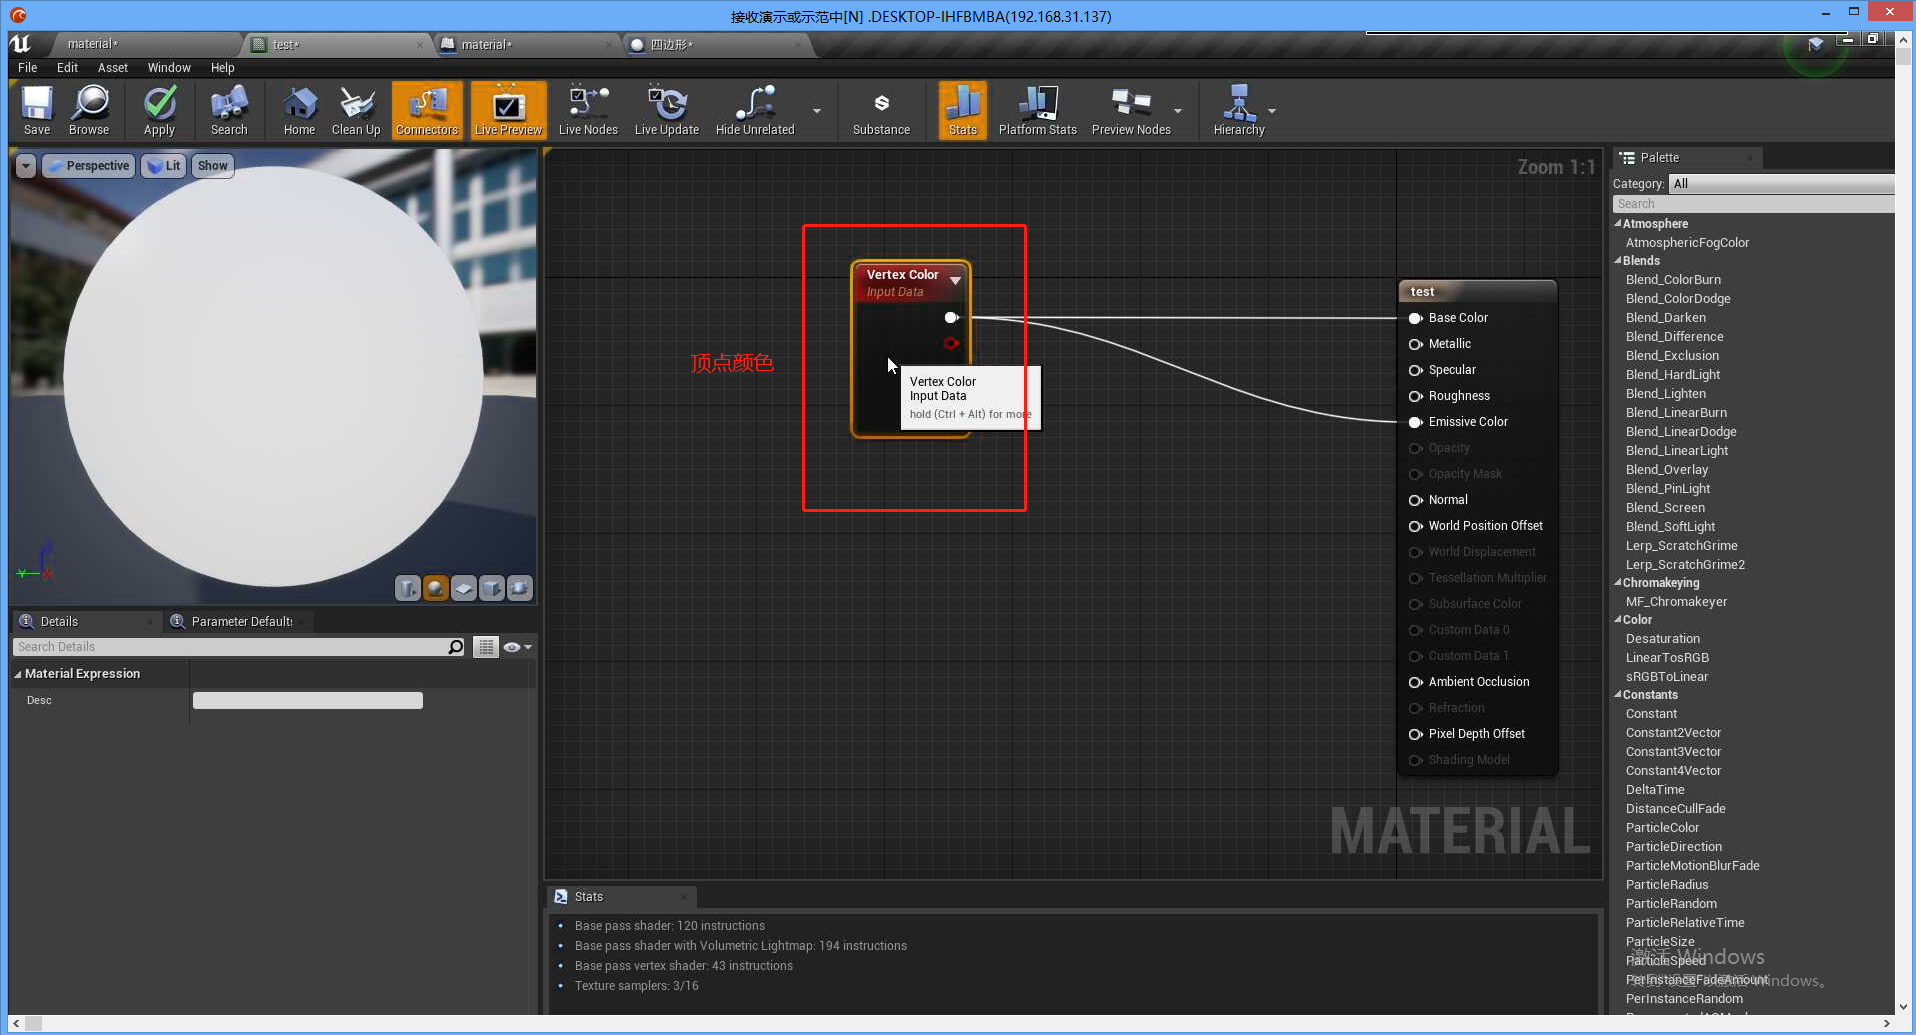 接收演示或示范中[N] .DESKTOP-IHFBMBA(192.168.31.137)
material*
test*
material*
四边形*
File Edit Asset Window Help
Save Browse Apply Search Home Clean Up Connectors Live Preview Live Nodes Live Update Hide Unrelated Substance Stats Platform Stats Preview Nodes Hierarchy
Perspective Lit Show
Zoom 1:1
Vertex Color
Input Data
顶点颜色
Vertex Color
Input Data
hold (Ctrl + Alt) for more
test
Base Color
Metallic
Specular
Roughness
Emissive Color
Opacity
Opacity Mask
Normal
World Position Offset
World Displacement
Tessellation Multiplier
Subsurface Color
Custom Data 0
Custom Data 1
Ambient Occlusion
Refraction
Pixel Depth Offset
Shading Model
MATERIAL
Details
Parameter Defaults
Search Details
Material Expression
Desc
Stats
Base pass shader: 120 instructions
Base pass shader with Volumetric Lightmap: 194 instructions
Base pass vertex shader: 43 instructions
Texture samplers: 3/16
Palette
Category: All
Search
Atmosphere
AtmosphericFogColor
Blends
Blend_ColorBurn
Blend_ColorDodge
Blend_Darken
Blend_Difference
Blend_Exclusion
Blend_HardLight
Blend_Lighten
Blend_LinearBurn
Blend_LinearDodge
Blend_LinearLight
Blend_Overlay
Blend_PinLight
Blend_Screen
Blend_SoftLight
Lerp_ScratchGrime
Lerp_ScratchGrime2
Chromakeying
MF_Chromakeyer
Color
Desaturation
LinearTosRGB
sRGBToLinear
Constants
Constant
Constant2Vector
Constant3Vector
Constant4Vector
DeltaTime
DistanceCullFade
ParticleColor
ParticleDirection
ParticleMotionBlurFade
ParticleRadius
ParticleRandom
ParticleRelativeTime
ParticleSize
激活 Windows
ParticleSpeed
PerInstanceFadeAmount
转到"设置"以激活 Windows。
PerInstanceRandom